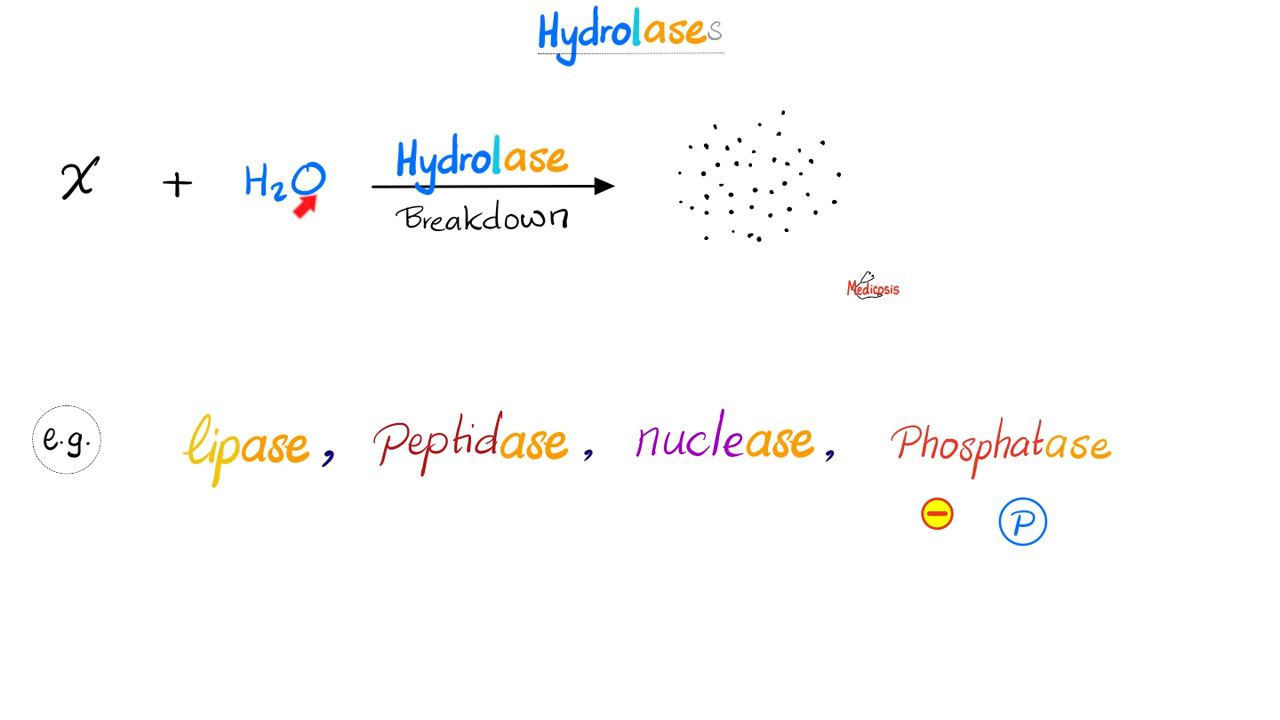 Hydrolases
x + H2O Hydrolase
Breakdown
Medicosis
e.g. lipase, Peptidase, nuclease, Phosphatase
− P